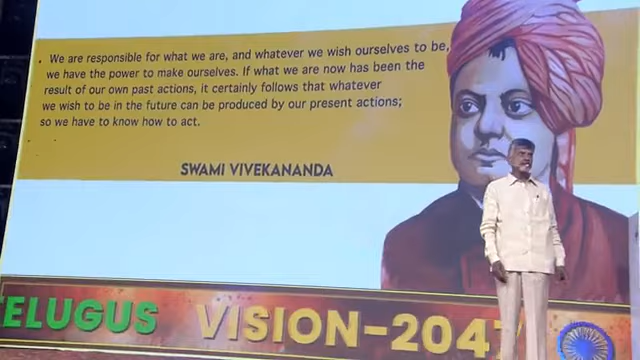 We are responsible for what we are, and whatever we wish ourselves to be,
we have the power to make ourselves. If what we are now has been the
result of our own past actions, it certainly follows that whatever
we wish to be in the future can be produced by our present actions;
so we have to know how to act.
SWAMI VIVEKANANDA
TELUGUS VISION-2047